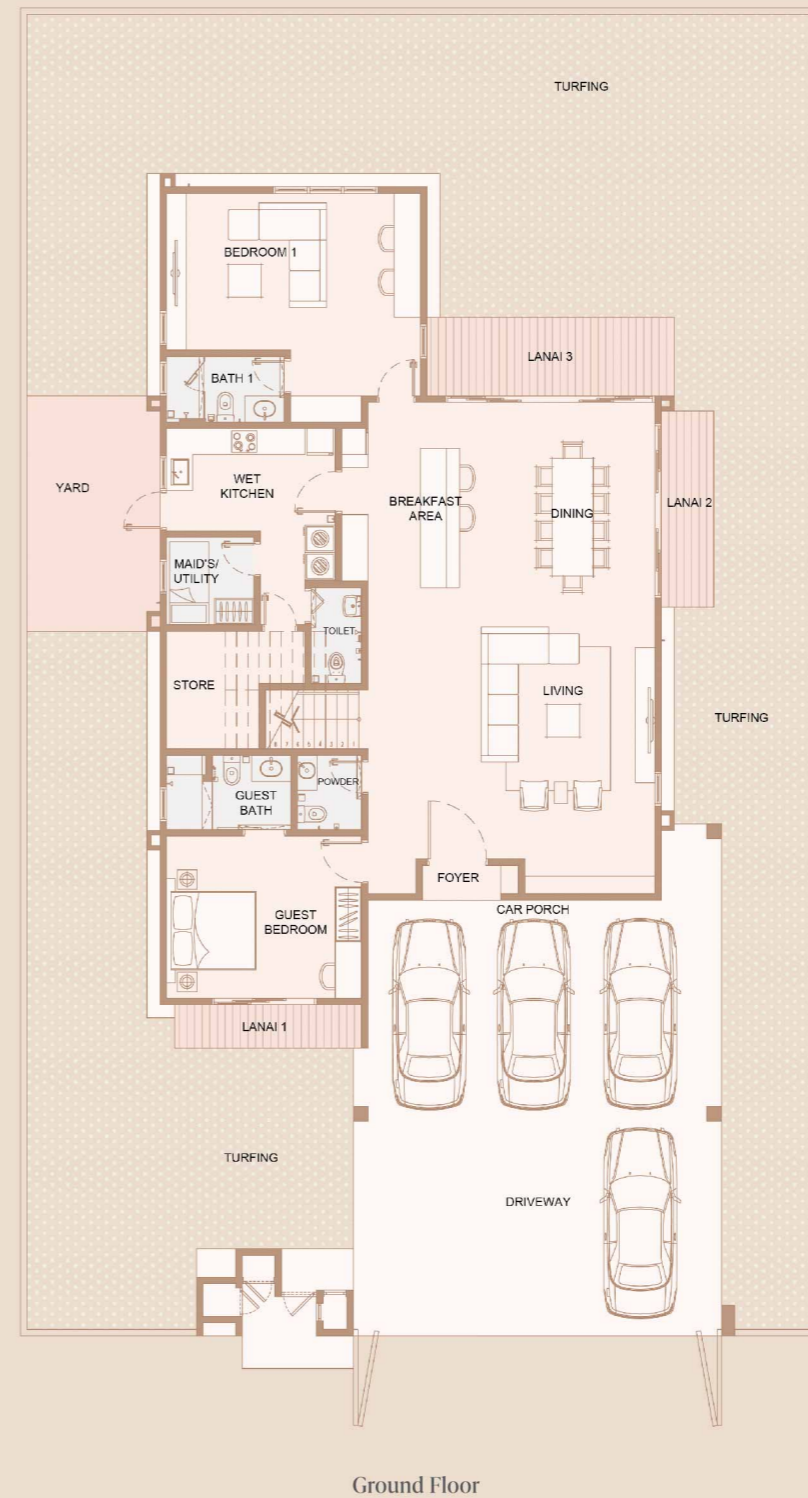 TURFING
BEDROOM 1
LANAI 3
BATH 1
YARD
WET
KITCHEN
BREAKFAST
AREA
DINING
LANAI 2
MAID'S/
UTILITY
TOILET
STORE
LIVING
TURFING
POWDER
GUEST
BATH
FOYER
CAR PORCH
GUEST
BEDROOM
LANAI 1
TURFING
DRIVEWAY
Ground Floor